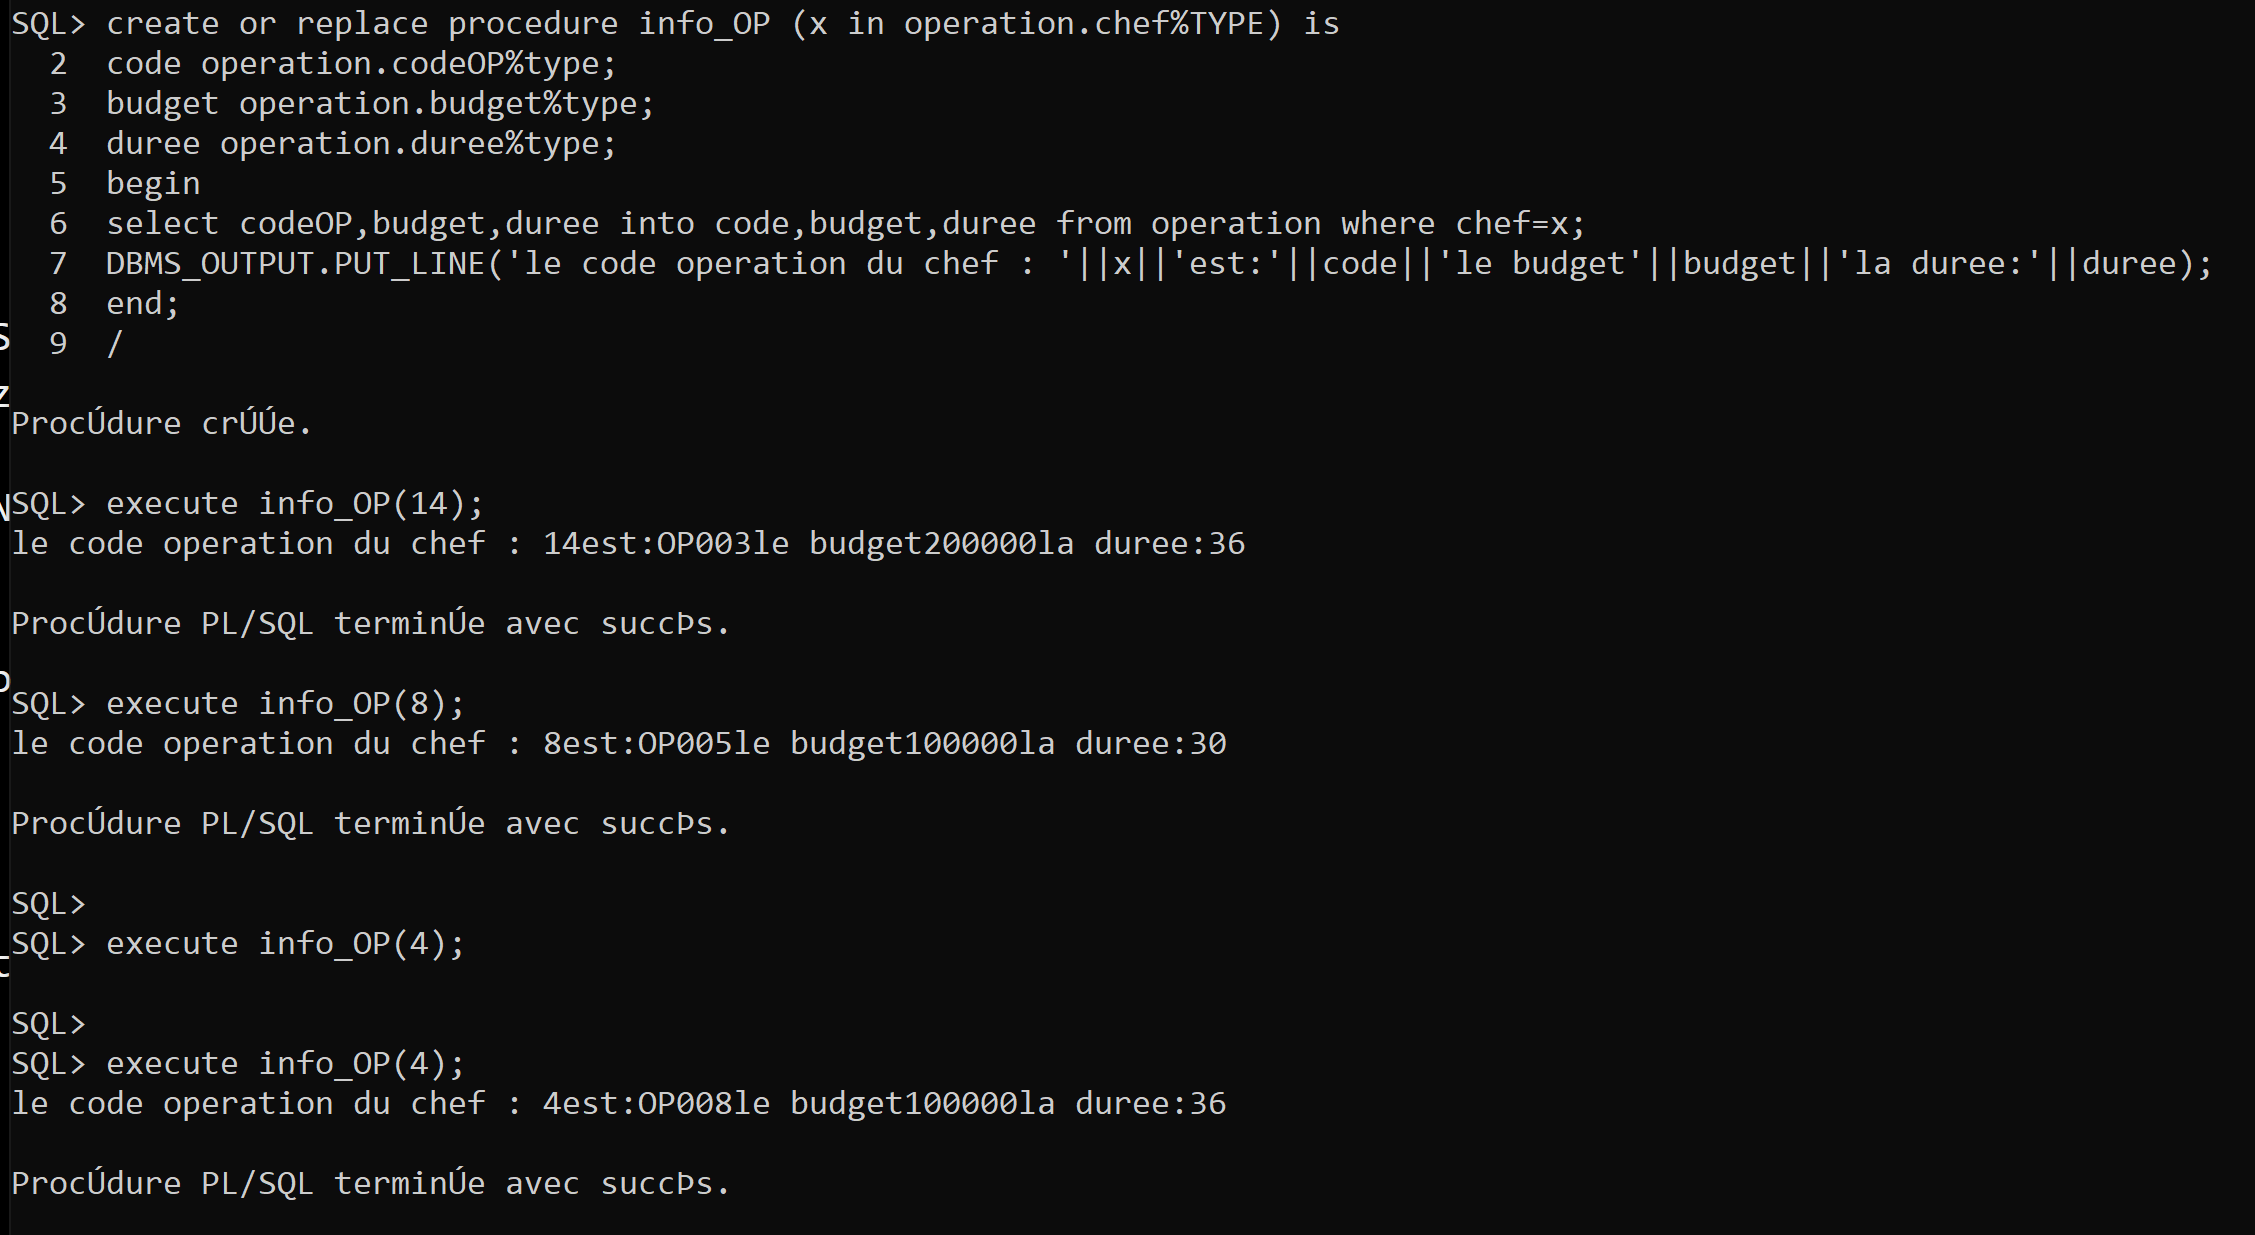 SQL> create or replace procedure info_OP (x in operation.chef%TYPE) is
  2  code operation.codeOP%type;
  3  budget operation.budget%type;
  4  duree operation.duree%type;
  5  begin
  6  select codeOP,budget,duree into code,budget,duree from operation where chef=x;
  7  DBMS_OUTPUT.PUT_LINE('le code operation du chef : '||x||'est:'||code||'le budget'||budget||'la duree:'||duree);
  8  end;
  9  /
ProcÚdure crÚÚe.
SQL> execute info_OP(14);
le code operation du chef : 14est:OP003le budget200000la duree:36
ProcÚdure PL/SQL terminÚe avec succÞs.
SQL> execute info_OP(8);
le code operation du chef : 8est:OP005le budget100000la duree:30
ProcÚdure PL/SQL terminÚe avec succÞs.
SQL>
SQL> execute info_OP(4);
SQL>
SQL> execute info_OP(4);
le code operation du chef : 4est:OP008le budget100000la duree:36
ProcÚdure PL/SQL terminÚe avec succÞs.